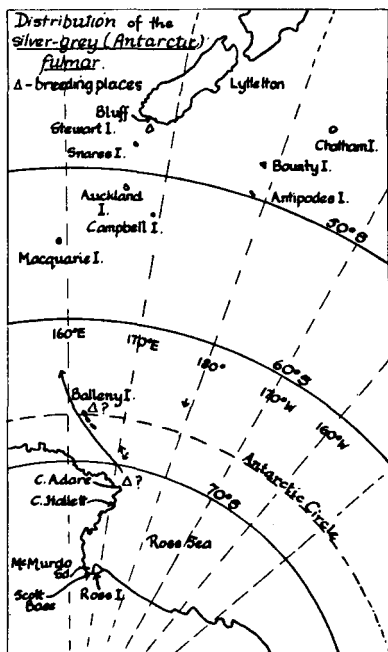 Distribution of the
silver-grey (Antarctic)
fulmar.
Δ - breeding places
Lyttelton
Bluff
Stewart I.
Snares I.
Chatham I.
Bounty I.
Auckland
I.
Antipodes I.
Campbell I.
50°S
Macquarie I.
160°E
170°E
180°
60°S
170°W
160°W
Balleny I.
Δ?
Antarctic Circle
C. Adare
Δ?
C. Hallett
70°S
Ross Sea
McMurdo
Sd.
Scott
Base
Ross I.